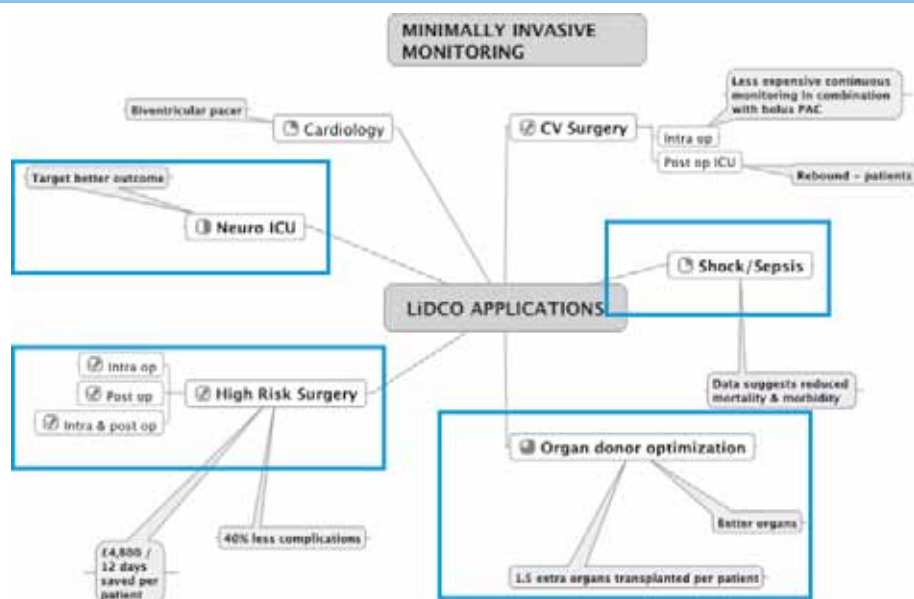 MINIMALLY INVASIVE
MONITORING
Less expensive continuous
monitoring in combination
with bolus PAC
Biventricular pacer
Cardiology
CV Surgery
Intra op
Post op ICU
Rebound - patients
Target better outcome
Neuro ICU
Shock/Sepsis
LiDCO APPLICATIONS
Intra op
Post op
Intra & post op
High Risk Surgery
Data suggests reduced
mortality & morbidity
Organ donor optimization
Better organs
40% less complications
£4,800 /
12 days
saved per
patient
1.5 extra organs transplanted per patient